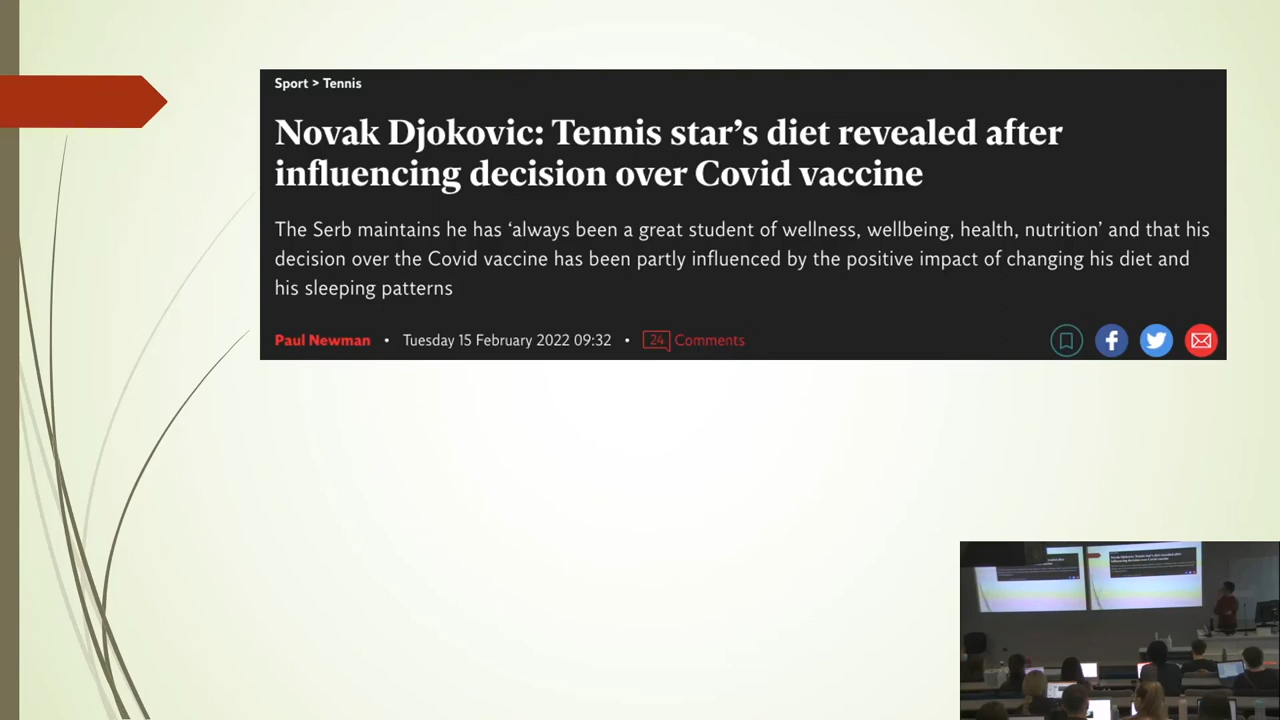 Sport > Tennis
Novak Djokovic: Tennis star’s diet revealed after
influencing decision over Covid vaccine
The Serb maintains he has ‘always been a great student of wellness, wellbeing, health, nutrition’ and that his
decision over the Covid vaccine has been partly influenced by the positive impact of changing his diet and
his sleeping patterns
Paul Newman • Tuesday 15 February 2022 09:32 • 24 Comments